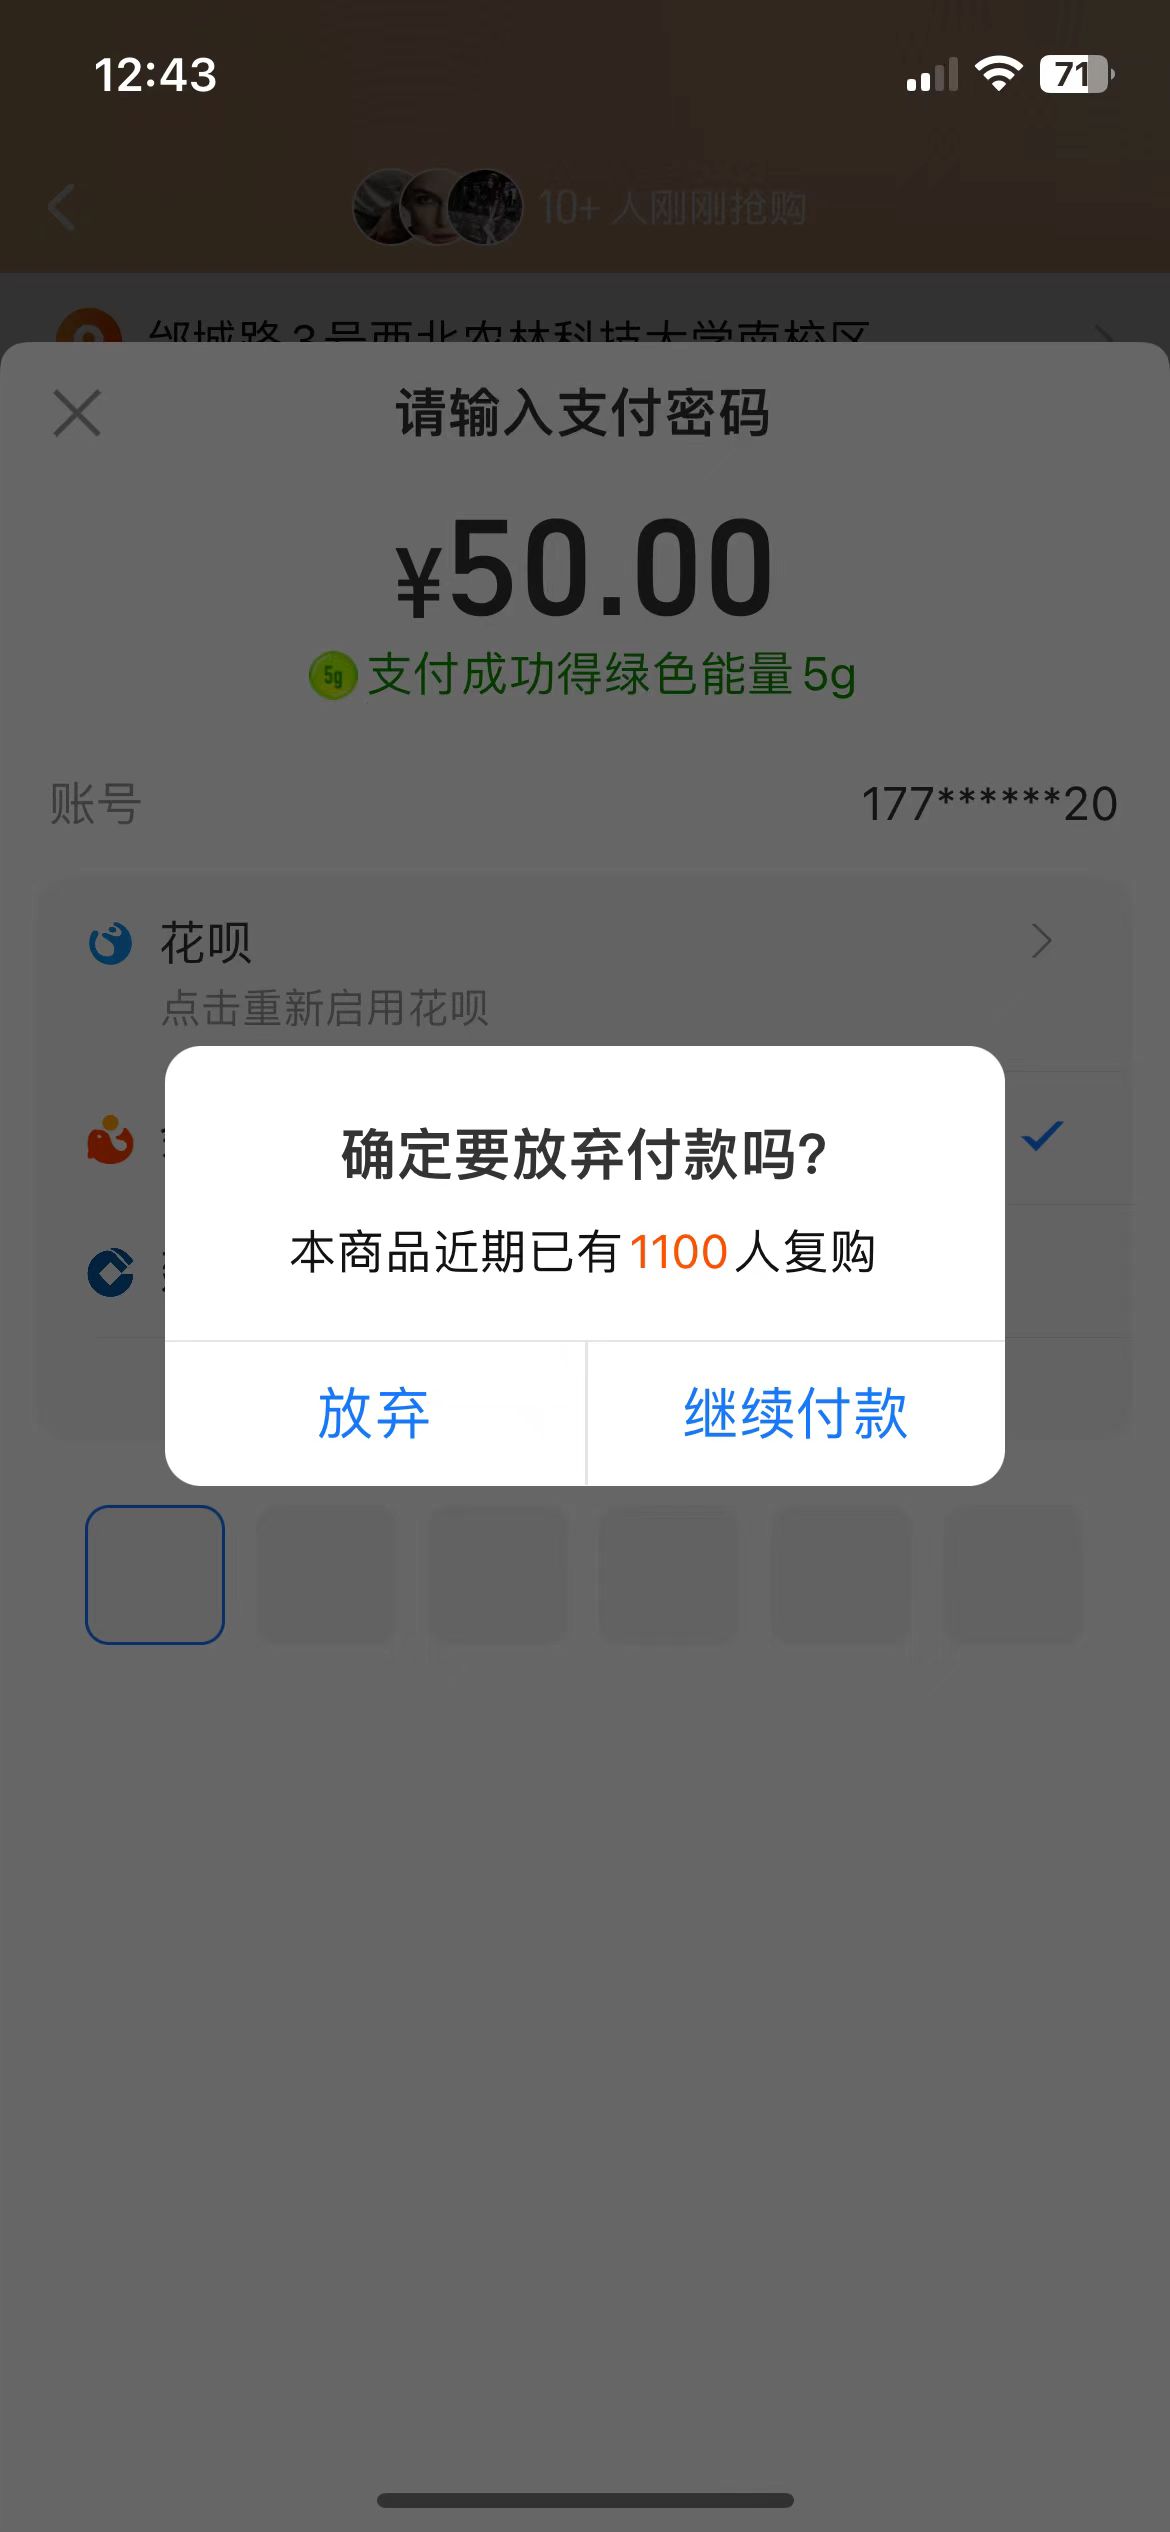 12:43
71
10+ 人刚刚抢购
邰城路3号西北农林科技大学南校区
请输入支付密码
¥50.00
5g 支付成功得绿色能量5g
账号
177******20
花呗
点击重新启用花呗
确定要放弃付款吗?
本商品近期已有1100人复购
放弃
继续付款